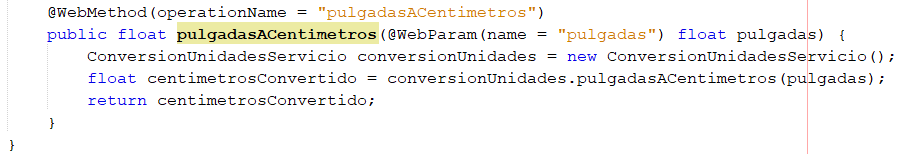 @WebMethod(operationName = "pulgadasACentimetros")
public float pulgadasACentimetros(@WebParam(name = "pulgadas") float pulgadas) {
ConversionUnidadesServicio conversionUnidades = new ConversionUnidadesServicio();
float centimetrosConvertido = conversionUnidades.pulgadasACentimetros(pulgadas);
return centimetrosConvertido;
}
}